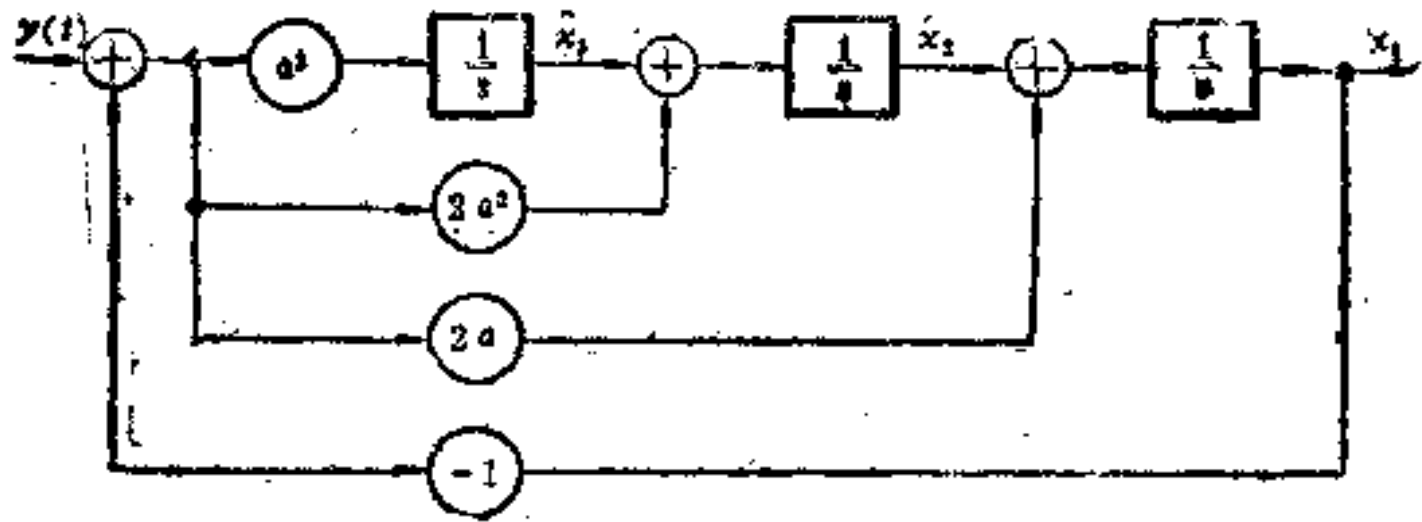 y(t) + a³ 1/s x̂₃ + 1/s x̂₂ + 1/s x̂₁
2a²
2a
-1